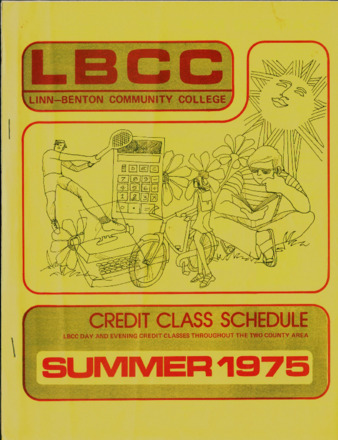 LBCC
LINN-BENTON COMMUNITY COLLEGE
CREDIT CLASS SCHEDULE
LBCC DAY AND EVENING CREDIT CLASSES THROUGHOUT THE TWO COUNTY AREA
SUMMER 1975